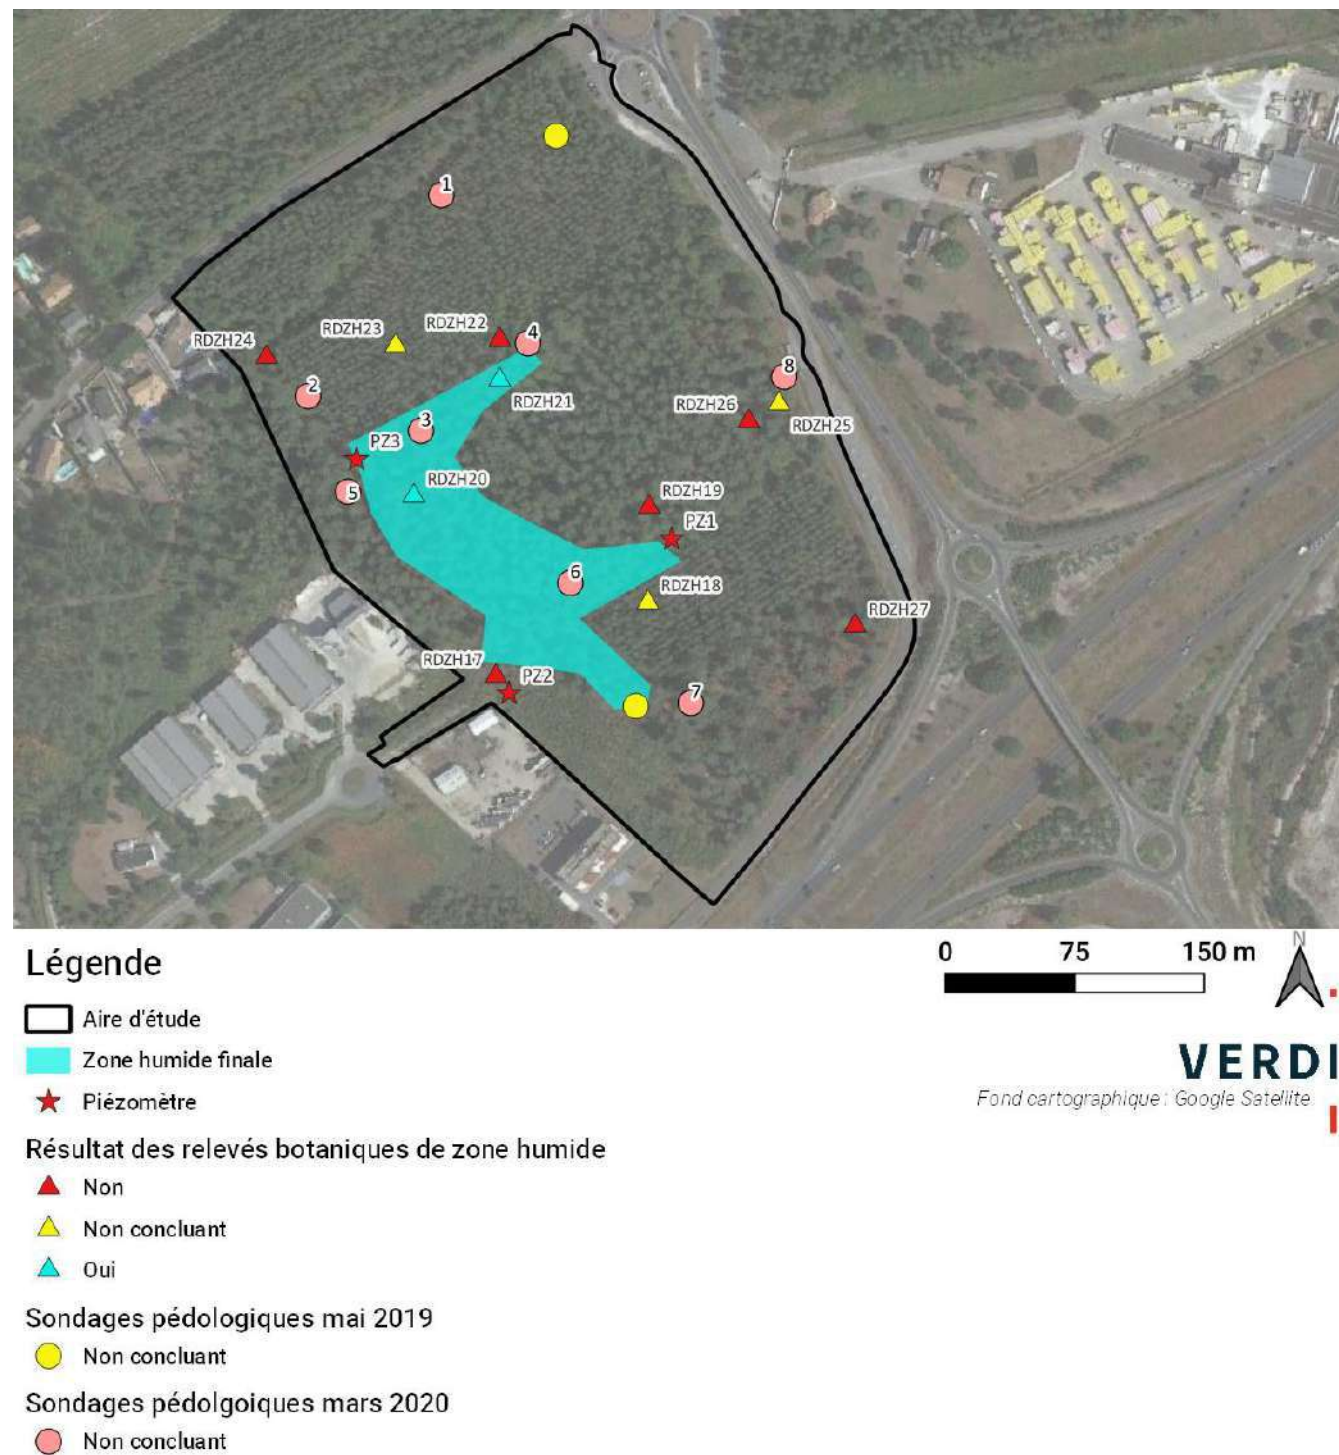 1
RDZH22
4
RDZH23
RDZH24
8
2
RDZH21
RDZH26
3
RDZH25
PZ3
RDZH20
5
RDZH19
PZ1
6
RDZH18
RDZH27
RDZH17
PZ2
7
Légende
0 75 150 m
N
Aire d'étude
Zone humide finale
VERDI
Piézomètre
Fond cartographique : Google Satellite
Résultat des relevés botaniques de zone humide
Non
Non concluant
Oui
Sondages pédologiques mai 2019
Non concluant
Sondages pédolgoiques mars 2020
Non concluant